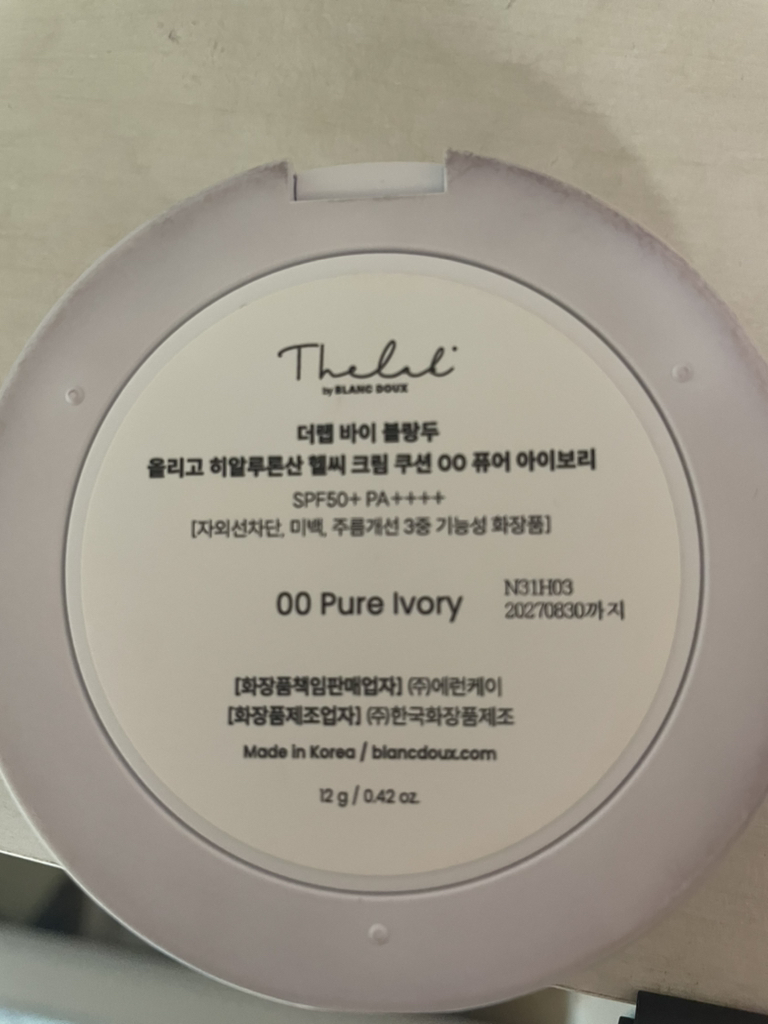 Thelab
by BLANC DOUX
더랩 바이 블랑두
올리고 히알루론산 헬씨 크림 쿠션 00 퓨어 아이보리
SPF50+ PA++++
[자외선차단, 미백, 주름개선 3중 기능성 화장품]
00 Pure Ivory
N31H03
20270830까지
[화장품책임판매업자] (주)에런케이
[화장품제조업자] (주)한국화장품제조
Made in Korea / blancdoux.com
12 g / 0.42 oz.